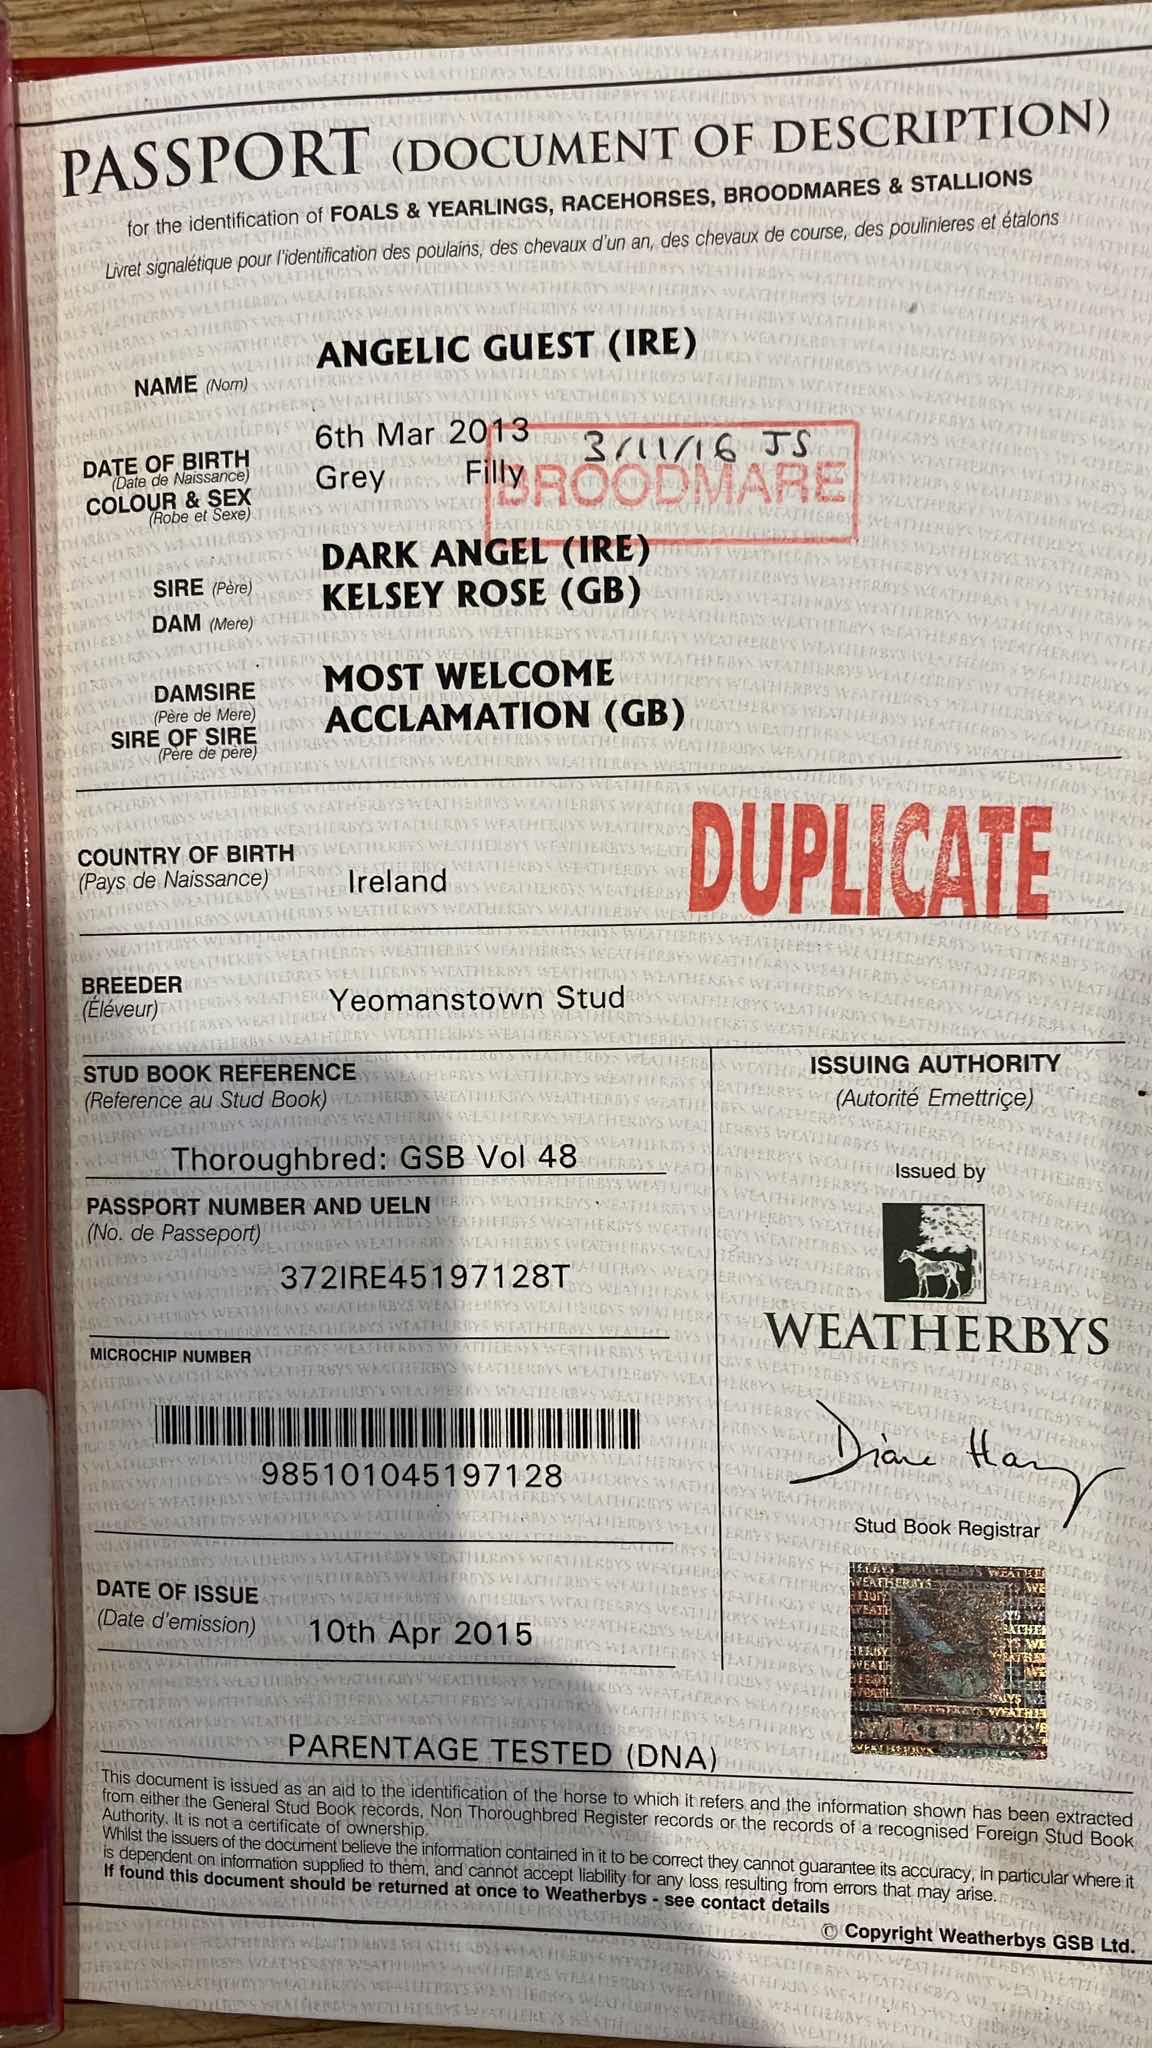 PASSPORT (DOCUMENT OF DESCRIPTION)
for the identification of FOALS & YEARLINGS, RACEHORSES, BROODMARES & STALLIONS
Livret signalétique pour l'identification des poulains, des chevaux d'un an, des chevaux de course, des poulinieres et étalons
NAME (Nom) ANGELIC GUEST (IRE)
DATE OF BIRTH 6th Mar 2013
(Date de Naissance)
COLOUR & SEX Grey Filly
(Robe et Sexe)
3/11/16 JS
BROODMARE
SIRE (Père) DARK ANGEL (IRE)
DAM (Mere) KELSEY ROSE (GB)
DAMSIRE MOST WELCOME
(Père de Mere)
SIRE OF SIRE ACCLAMATION (GB)
(Père de père)
DUPLICATE
COUNTRY OF BIRTH
(Pays de Naissance) Ireland
BREEDER
(Éléveur) Yeomanstown Stud
STUD BOOK REFERENCE
(Reference au Stud Book)
Thoroughbred: GSB Vol 48
PASSPORT NUMBER AND UELN
(No. de Passeport)
372IRE45197128T
MICROCHIP NUMBER
985101045197128
DATE OF ISSUE
(Date d'emission) 10th Apr 2015
ISSUING AUTHORITY
(Autorité Emettriçe)
Issued by
WEATHERBYS
Stud Book Registrar
PARENTAGE TESTED (DNA)
This document is issued as an aid to the identification of the horse to which it refers and the information shown has been extracted
from either the General Stud Book records, Non Thoroughbred Register records or the records of a recognised Foreign Stud Book
Authority. It is not a certificate of ownership.
Whilst the issuers of the document believe the information contained in it to be correct they cannot guarantee its accuracy, in particular where it
is dependent on information supplied to them, and cannot accept liability for any loss resulting from errors that may arise.
If found this document should be returned at once to Weatherbys - see contact details
© Copyright Weatherbys GSB Ltd.